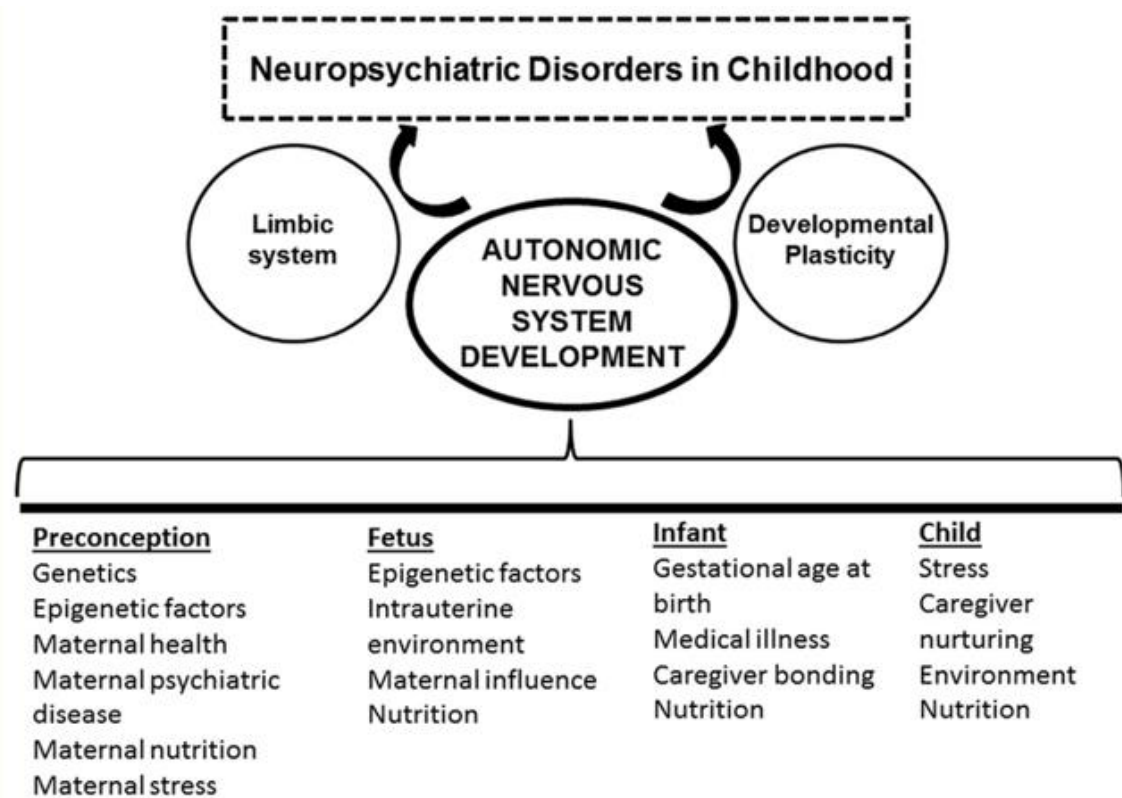 Neuropsychiatric Disorders in Childhood
Limbic
system
AUTONOMIC
NERVOUS
SYSTEM
DEVELOPMENT
Developmental
Plasticity
Preconception
Genetics
Epigenetic factors
Maternal health
Maternal psychiatric
disease
Maternal nutrition
Maternal stress
Fetus
Epigenetic factors
Intrauterine
environment
Maternal influence
Nutrition
Infant
Gestational age at
birth
Medical illness
Caregiver bonding
Nutrition
Child
Stress
Caregiver
nurturing
Environment
Nutrition